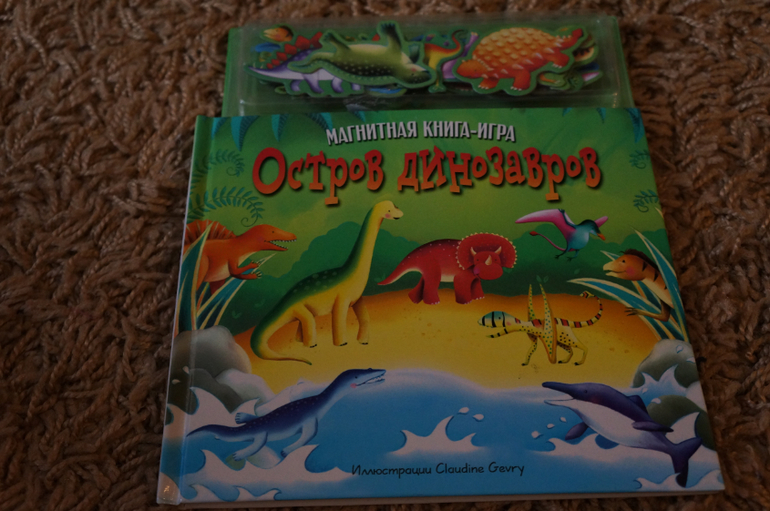 МАГНИТНАЯ КНИГА-ИГРА
Остров динозавров
Иллюстрации Claudine Gevry